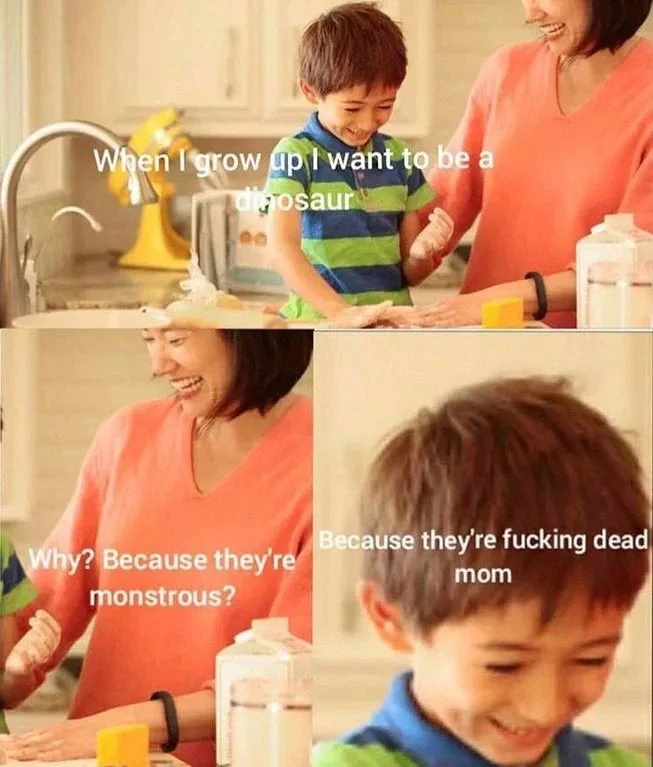 When I grow up I want to be a
dinosaur
Why? Because they're
monstrous?
Because they're fucking dead
mom